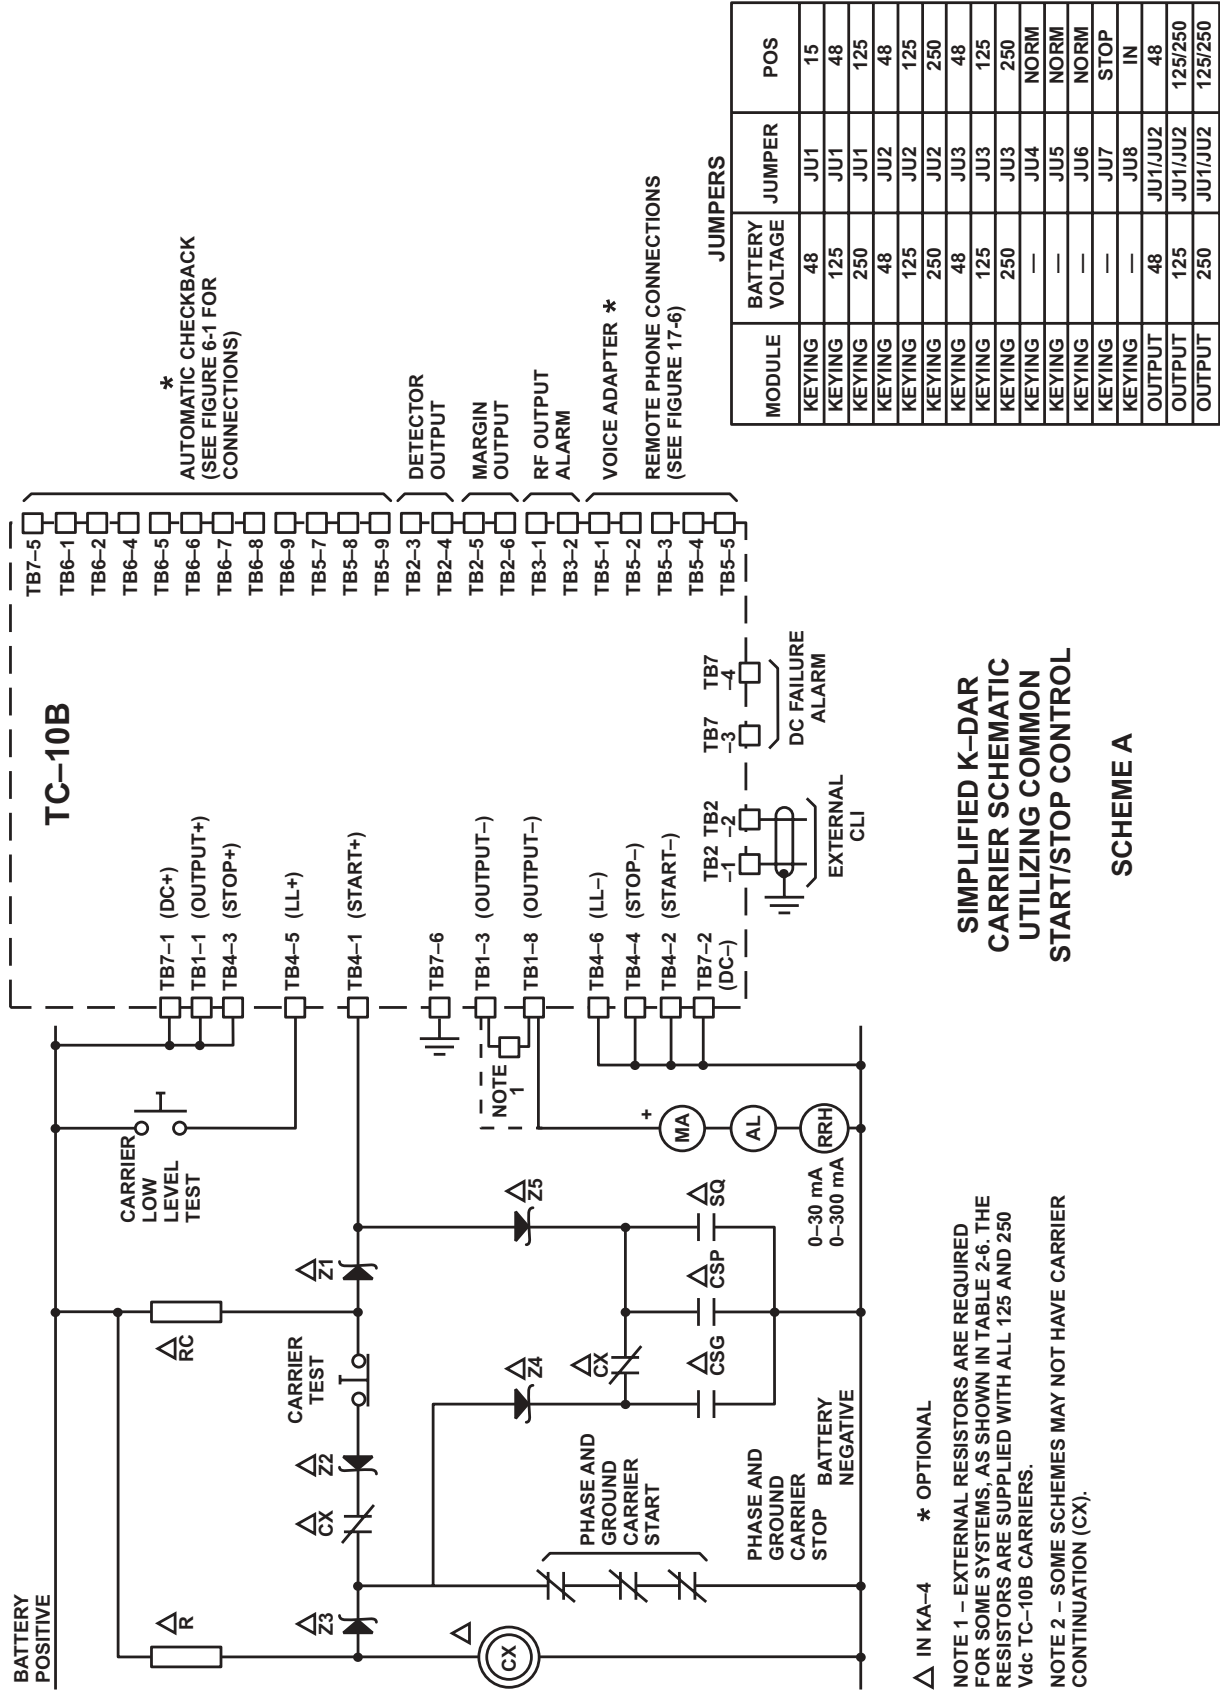 BATTERY
POSITIVE
R
RC
CARRIER
LOW
LEVEL
TEST
Z3
CX
Z2
CARRIER
TEST
Z1
CX
Z4
Z5
CX
CSG
CSP
SQ
PHASE AND
GROUND
CARRIER
START
PHASE AND
GROUND
CARRIER
STOP
BATTERY
NEGATIVE
NOTE
1
+
MA
AL
RRH
0–30 mA
0–300 mA
TC–10B
TB7–1 (DC+)
TB1–1 (OUTPUT+)
TB4–3 (STOP+)
TB4–5 (LL+)
TB4–1 (START+)
TB7–6
TB1–3 (OUTPUT–)
TB1–8 (OUTPUT–)
TB4–6 (LL–)
TB4–4 (STOP–)
TB4–2 (START–)
TB7–2
(DC–)
TB2
–1
TB2
–2
EXTERNAL
CLI
TB7
–3
TB7
–4
DC FAILURE
ALARM
TB7–5
TB6–1
TB6–2
TB6–4
TB6–5
TB6–6
TB6–7
TB6–8
TB6–9
TB5–7
TB5–8
TB5–9
TB2–3
TB2–4
TB2–5
TB2–6
TB3–1
TB3–2
TB5–1
TB5–2
TB5–3
TB5–4
TB5–5
*
AUTOMATIC CHECKBACK
(SEE FIGURE 6-1 FOR
CONNECTIONS)
DETECTOR
OUTPUT
MARGIN
OUTPUT
RF OUTPUT
ALARM
VOICE ADAPTER *
REMOTE PHONE CONNECTIONS
(SEE FIGURE 17-6)
△ IN KA–4 * OPTIONAL
NOTE 1 – EXTERNAL RESISTORS ARE REQUIRED
FOR SOME SYSTEMS, AS SHOWN IN TABLE 2-6. THE
RESISTORS ARE SUPPLIED WITH ALL 125 AND 250
Vdc TC–10B CARRIERS.
NOTE 2 – SOME SCHEMES MAY NOT HAVE CARRIER
CONTINUATION (CX).
SIMPLIFIED K–DAR
CARRIER SCHEMATIC
UTILIZING COMMON
START/STOP CONTROL
SCHEME A
JUMPERS
MODULE BATTERY VOLTAGE JUMPER POS
KEYING 48 JU1 15
KEYING 125 JU1 48
KEYING 250 JU1 125
KEYING 48 JU2 48
KEYING 125 JU2 125
KEYING 250 JU2 250
KEYING 48 JU3 48
KEYING 125 JU3 125
KEYING 250 JU3 250
KEYING — JU4 NORM
KEYING — JU5 NORM
KEYING — JU6 NORM
KEYING — JU7 STOP
KEYING — JU8 IN
OUTPUT 48 JU1/JU2 48
OUTPUT 125 JU1/JU2 125/250
OUTPUT 250 JU1/JU2 125/250